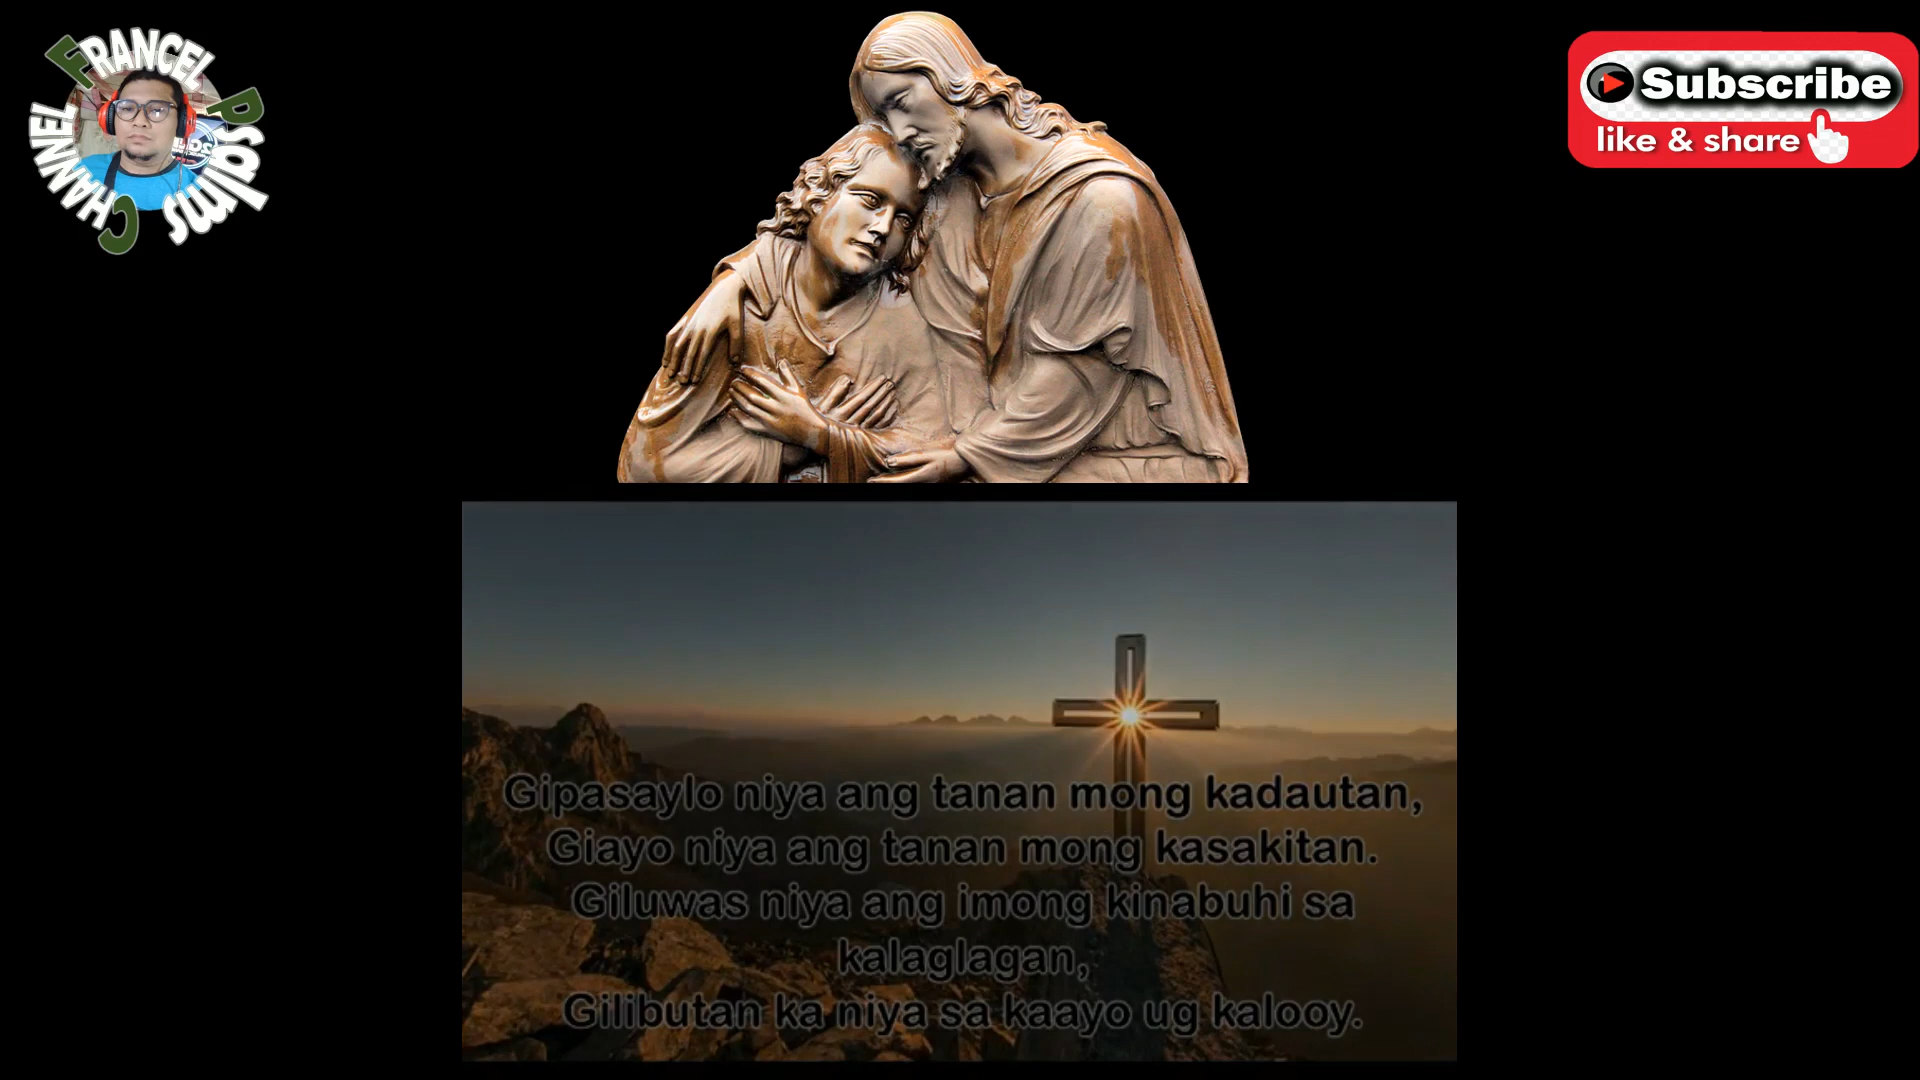 FRANCEL Psalms CHANNEL
Subscribe
like & share
Gipasaylo niya ang tanan mong kadautan,
Giayo niya ang tanan mong kasakitan.
Giluwas niya ang imong kinabuhi sa
kalaglagan,
Gilibutan ka niya sa kaayo ug kalooy.